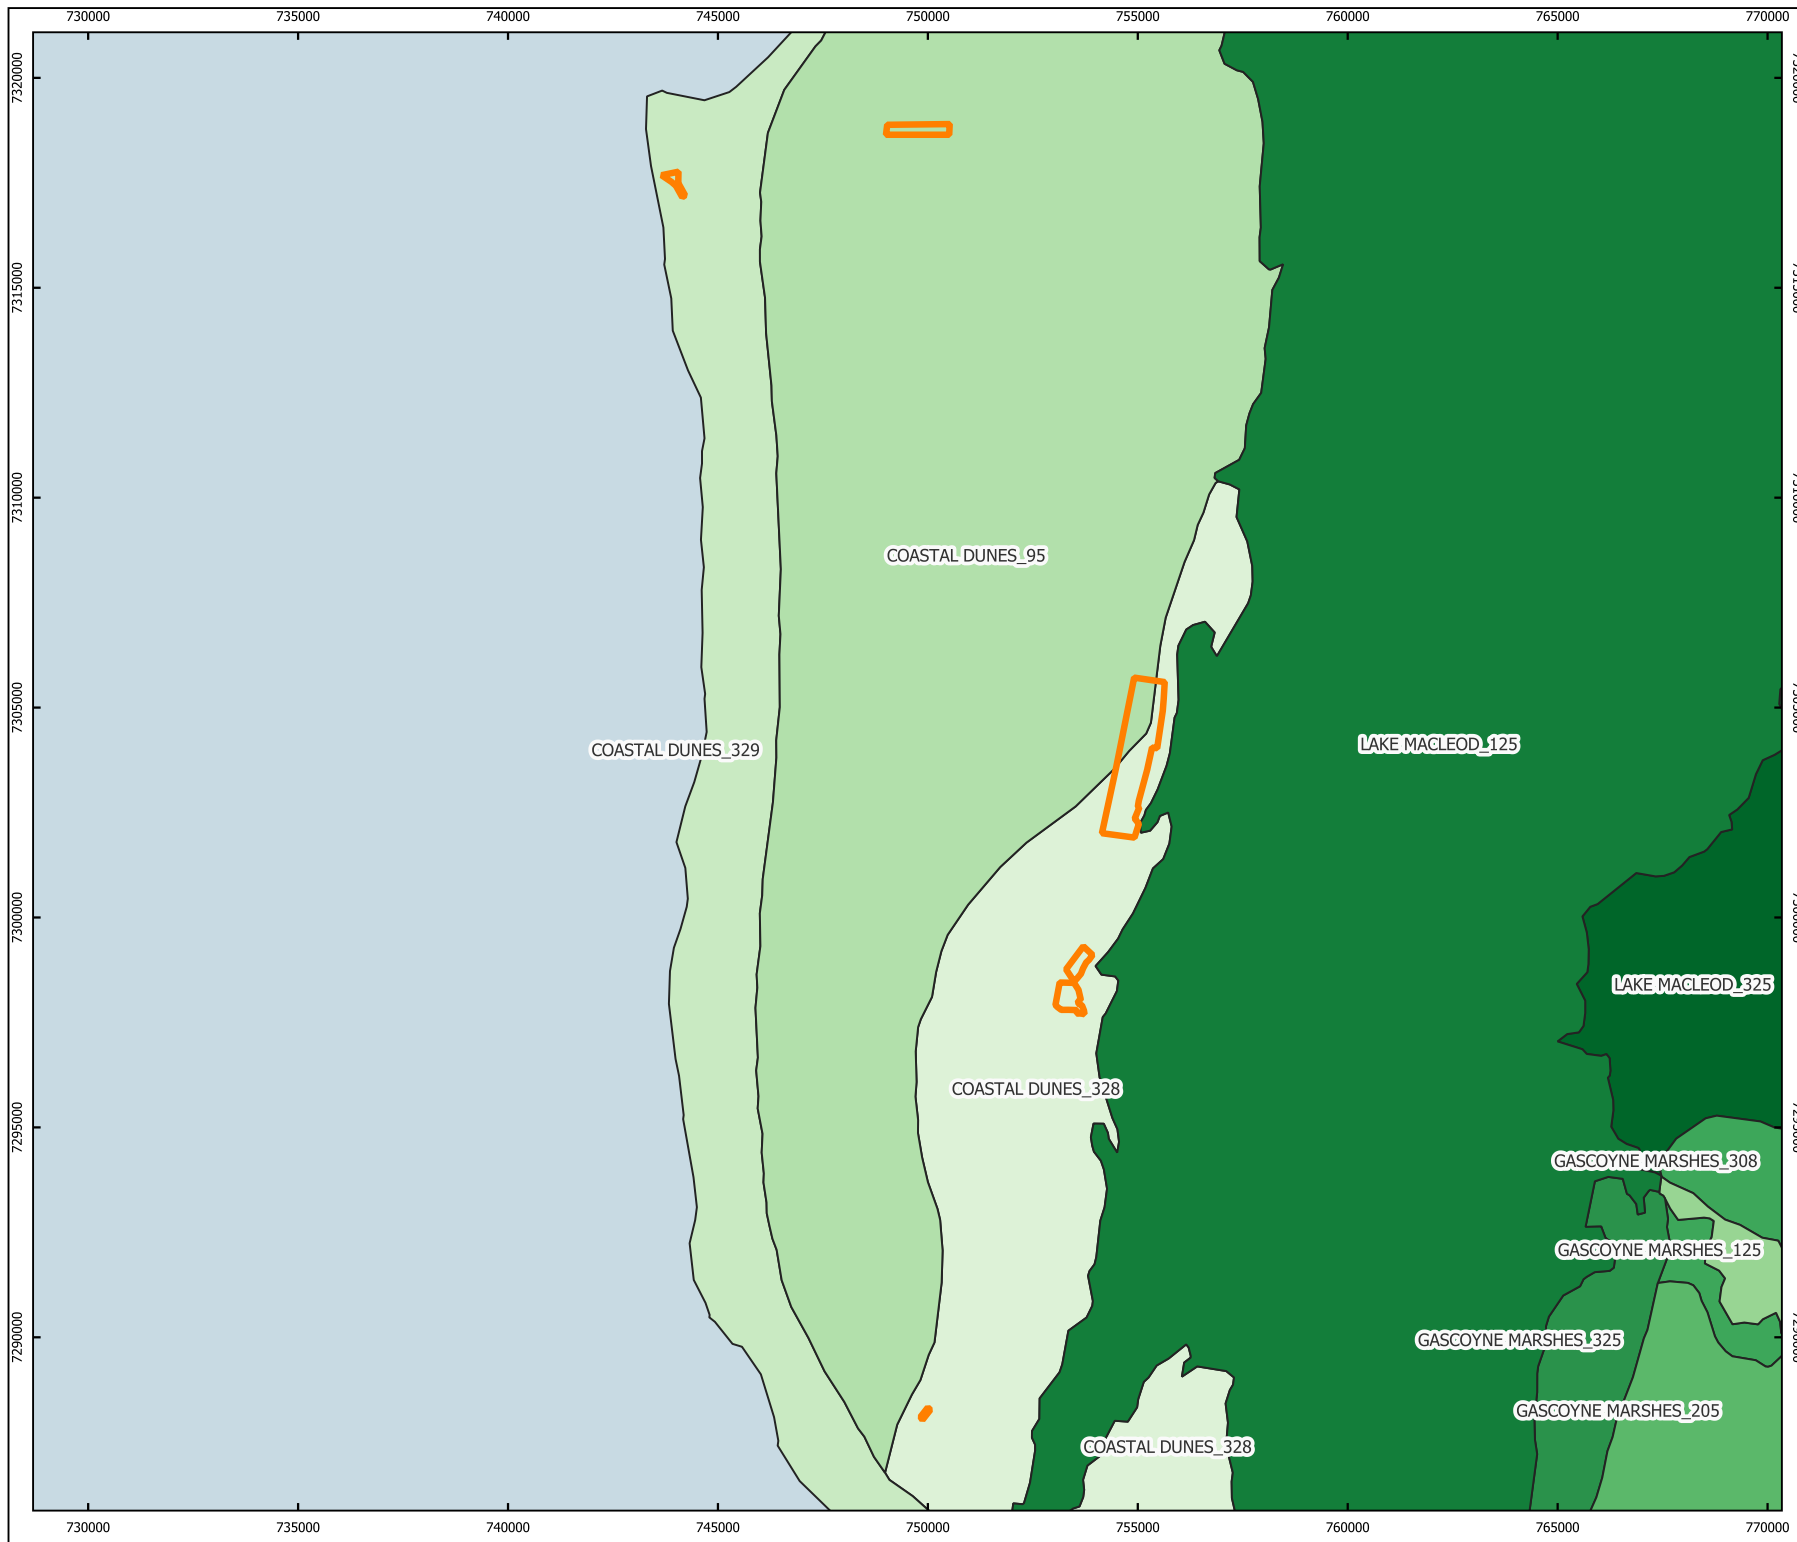 730000 735000 740000 745000 750000 755000 760000 765000 770000
7320000
7315000
7310000
COASTAL DUNES_95
7305000
LAKE MACLEOD_125
COASTAL DUNES_329
7300000
LAKE MACLEOD_325
COASTAL DUNES_328
7295000
GASCOYNE MARSHES_308
GASCOYNE MARSHES_125
7290000
GASCOYNE MARSHES_325
GASCOYNE MARSHES_205
COASTAL DUNES_328
730000 735000 740000 745000 750000 755000 760000 765000 770000